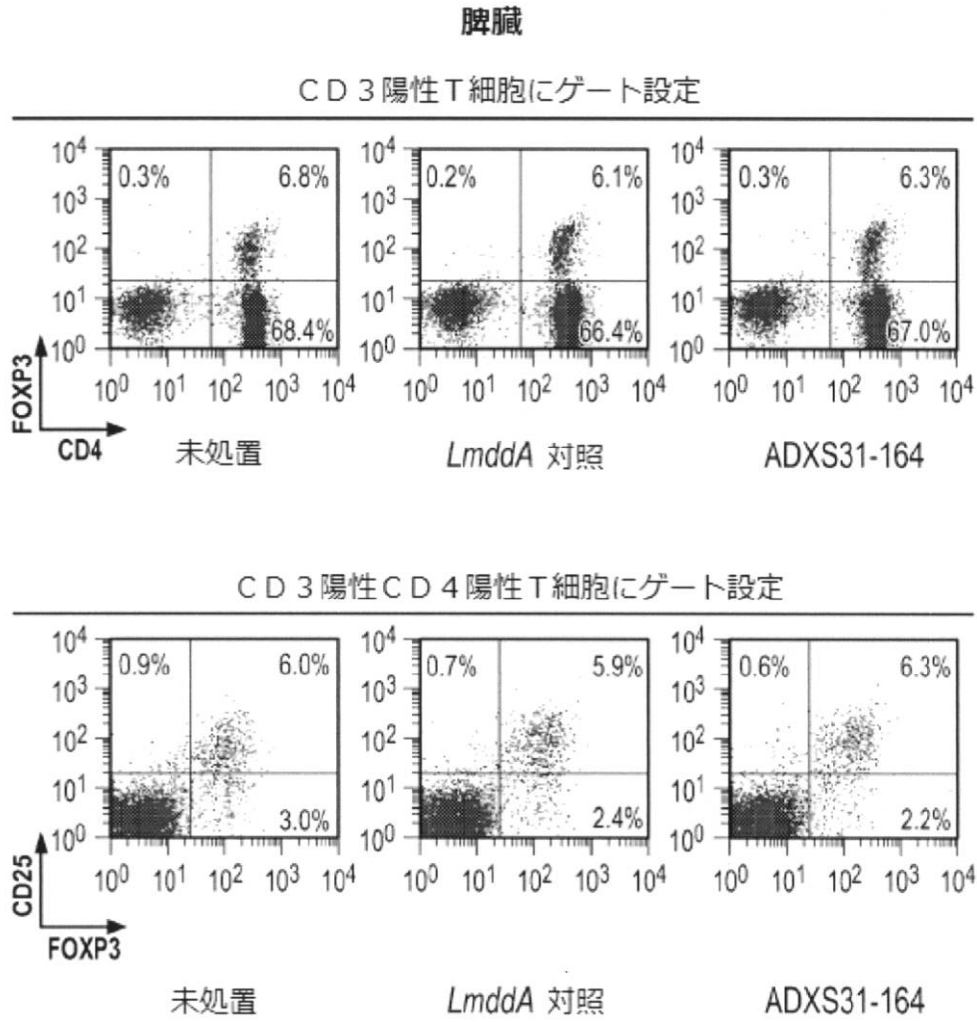 脾臓
ＣＤ３陽性Ｔ細胞にゲート設定
10⁴ 10⁴ 10⁴
0.3% 6.8% 0.2% 6.1% 0.3% 6.3%
10³ 10³ 10³
10² 10² 10²
10¹ 10¹ 10¹
68.4% 66.4% 67.0%
10⁰ 10⁰ 10⁰
10⁰ 10¹ 10² 10³ 10⁴ 10⁰ 10¹ 10² 10³ 10⁴ 10⁰ 10¹ 10² 10³ 10⁴
FOXP3
CD4
未処置 LmddA 対照 ADXS31-164
ＣＤ３陽性ＣＤ４陽性Ｔ細胞にゲート設定
10⁴ 10⁴ 10⁴
0.9% 6.0% 0.7% 5.9% 0.6% 6.3%
10³ 10³ 10³
10² 10² 10²
10¹ 10¹ 10¹
3.0% 2.4% 2.2%
10⁰ 10⁰ 10⁰
10⁰ 10¹ 10² 10³ 10⁴ 10⁰ 10¹ 10² 10³ 10⁴ 10⁰ 10¹ 10² 10³ 10⁴
CD25
FOXP3
未処置 LmddA 対照 ADXS31-164